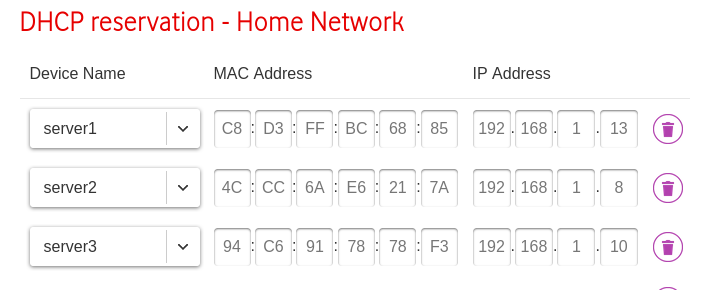 DHCP reservation - Home Network
Device Name MAC Address IP Address
server1 C8 : D3 : FF : BC : 68 : 85 192 . 168 . 1 . 13
server2 4C : CC : 6A : E6 : 21 : 7A 192 . 168 . 1 . 8
server3 94 : C6 : 91 : 78 : 78 : F3 192 . 168 . 1 . 10